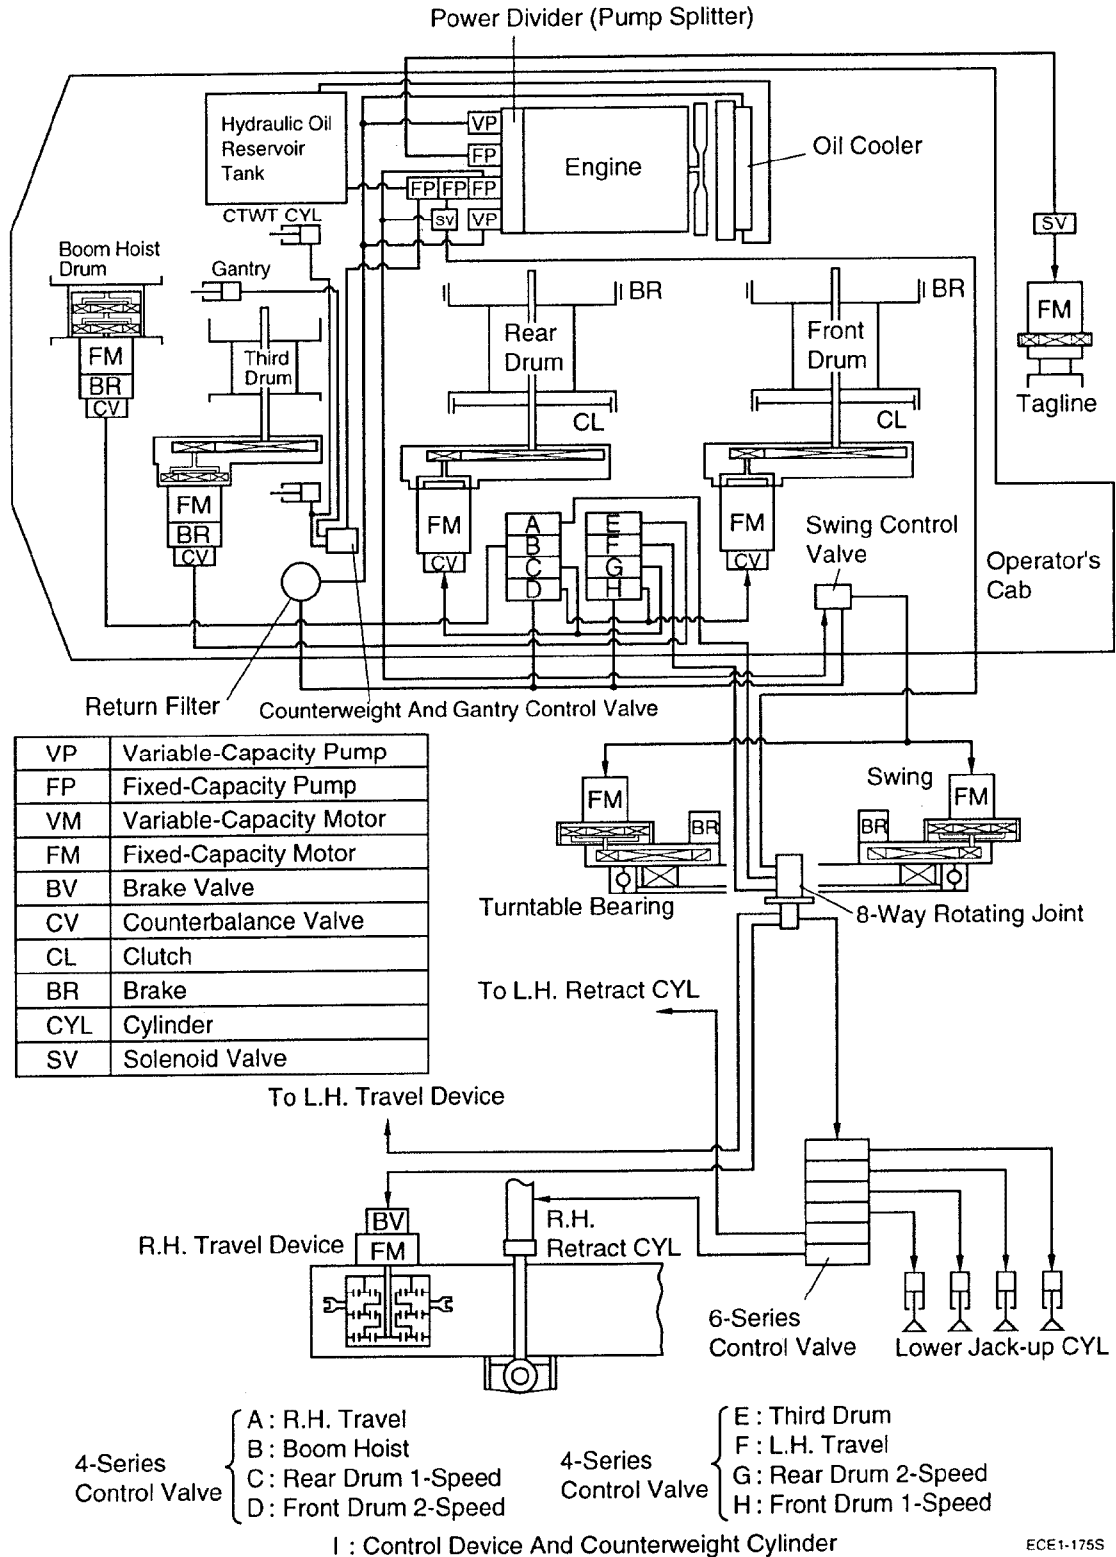 Power Divider (Pump Splitter)
Hydraulic Oil
Reservoir
Tank
VP
FP
FP FP FP
SV
VP
Engine
Oil Cooler
CTWT CYL
SV
Boom Hoist
Drum
Gantry
BR
BR
FM
Rear
Drum
Front
Drum
FM
BR
CV
Third
Drum
Tagline
CL
CL
FM
BR
CV
FM
CV
A
B
C
D
E
F
G
H
FM
CV
Swing Control
Valve
Operator's
Cab
Return Filter
Counterweight And Gantry Control Valve
VP Variable-Capacity Pump
FP Fixed-Capacity Pump
VM Variable-Capacity Motor
FM Fixed-Capacity Motor
BV Brake Valve
CV Counterbalance Valve
CL Clutch
BR Brake
CYL Cylinder
SV Solenoid Valve
Swing
FM
FM
BR
BR
Turntable Bearing
8-Way Rotating Joint
To L.H. Retract CYL
To L.H. Travel Device
BV
FM
R.H. Travel Device
R.H.
Retract CYL
6-Series
Control Valve
Lower Jack-up CYL
4-Series
Control Valve
A : R.H. Travel
B : Boom Hoist
C : Rear Drum 1-Speed
D : Front Drum 2-Speed
4-Series
Control Valve
E : Third Drum
F : L.H. Travel
G : Rear Drum 2-Speed
H : Front Drum 1-Speed
I : Control Device And Counterweight Cylinder
ECE1-175S